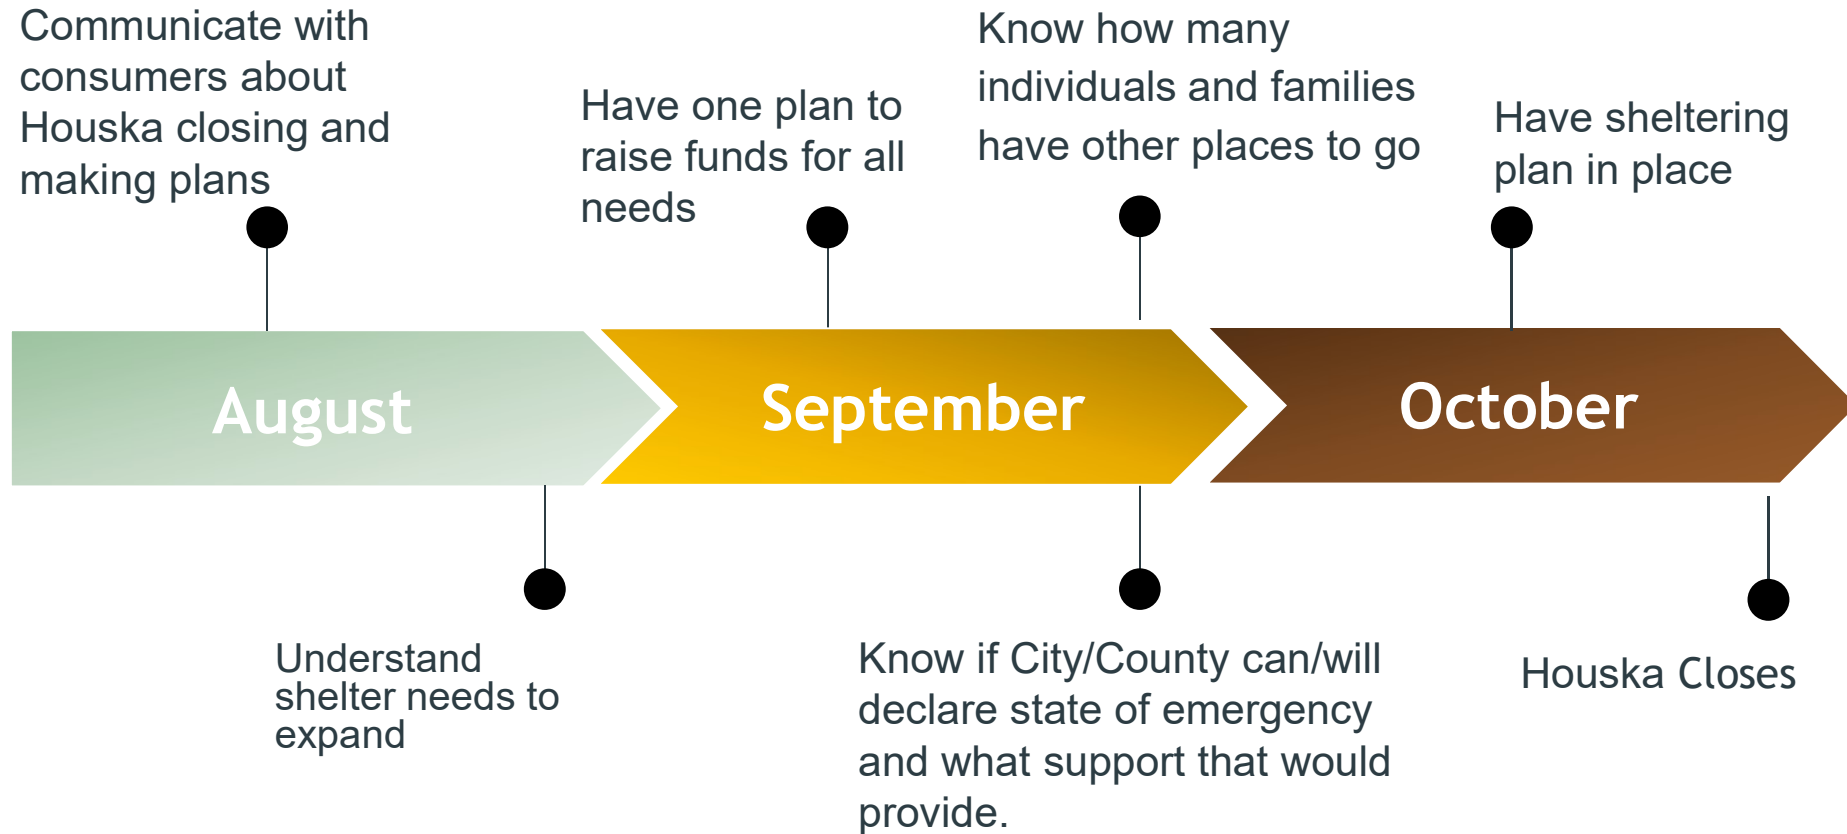 Communicate with
consumers about
Houska closing and
making plans
Have one plan to
raise funds for all
needs
Know how many
individuals and families
have other places to go
Have sheltering
plan in place
August
September
October
Understand
shelter needs to
expand
Know if City/County can/will
declare state of emergency
and what support that would
provide.
Houska Closes